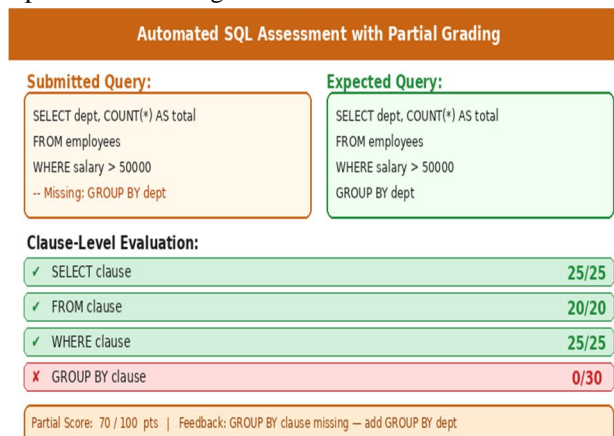 Automated SQL Assessment with Partial Grading
Submitted Query:
SELECT dept, COUNT(*) AS total
FROM employees
WHERE salary > 50000
-- Missing: GROUP BY dept
Expected Query:
SELECT dept, COUNT(*) AS total
FROM employees
WHERE salary > 50000
GROUP BY dept
Clause-Level Evaluation:
✓ SELECT clause 25/25
✓ FROM clause 20/20
✓ WHERE clause 25/25
✗ GROUP BY clause 0/30
Partial Score: 70 / 100 pts | Feedback: GROUP BY clause missing — add GROUP BY dept